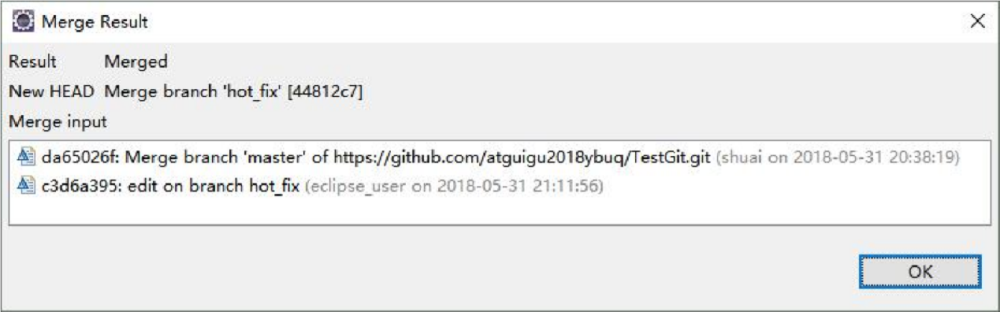 Merge Result
Result Merged
New HEAD Merge branch 'hot_fix' [44812c7]
Merge input
da65026f: Merge branch 'master' of https://github.com/atguigu2018ybuq/TestGit.git (shuai on 2018-05-31 20:38:19)
c3d6a395: edit on branch hot_fix (eclipse_user on 2018-05-31 21:11:56)
OK